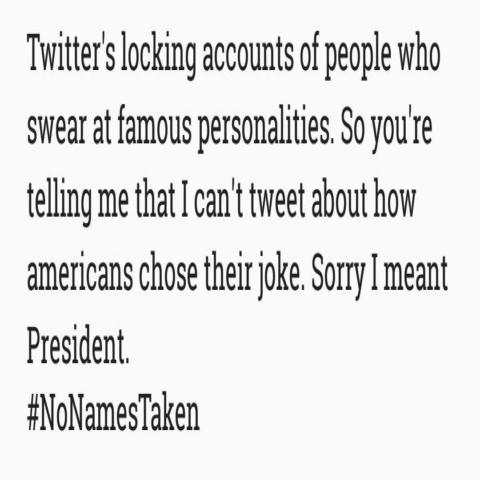 Twitter's locking accounts of people who
swear at famous personalities. So you're
telling me that I can't tweet about how
americans chose their joke. Sorry I meant
President.
#NoNamesTaken